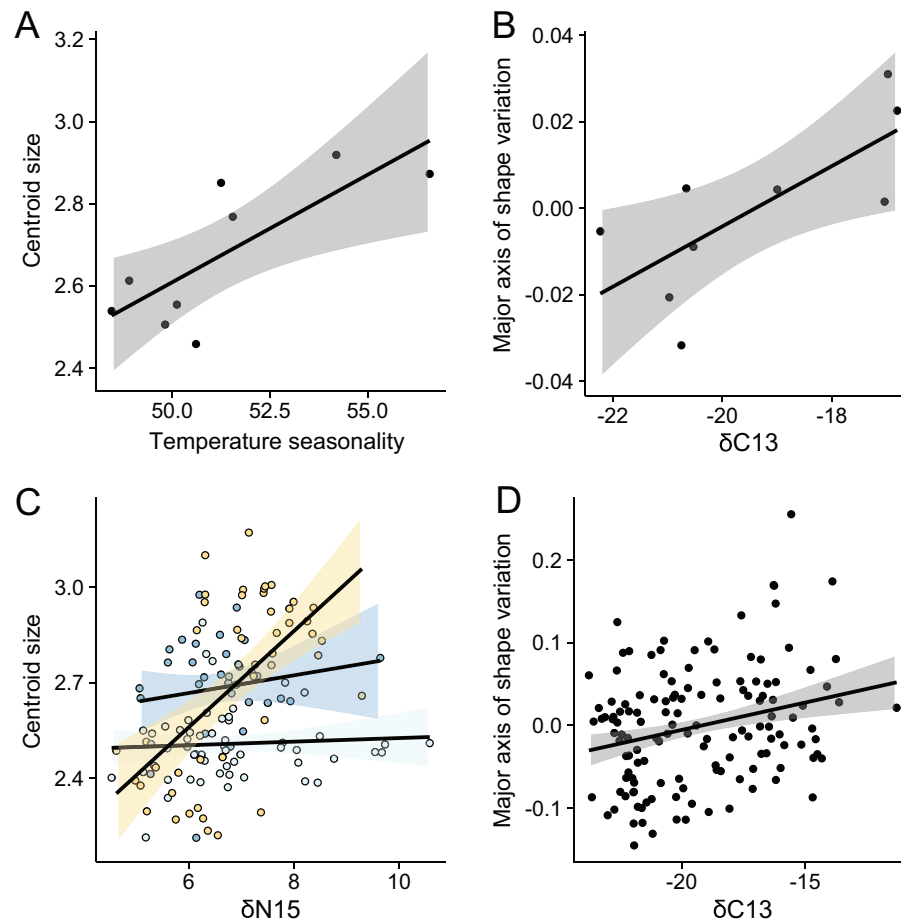 A
3.2
3.0
2.8
2.6
2.4
Centroid size
50.0 52.5 55.0
Temperature seasonality
B
0.04
0.02
0.00
-0.02
-0.04
Major axis of shape variation
-22 -20 -18
δC13
C
3.0
2.7
2.4
Centroid size
6 8 10
δN15
D
0.2
0.1
0.0
-0.1
Major axis of shape variation
-20 -15
δC13